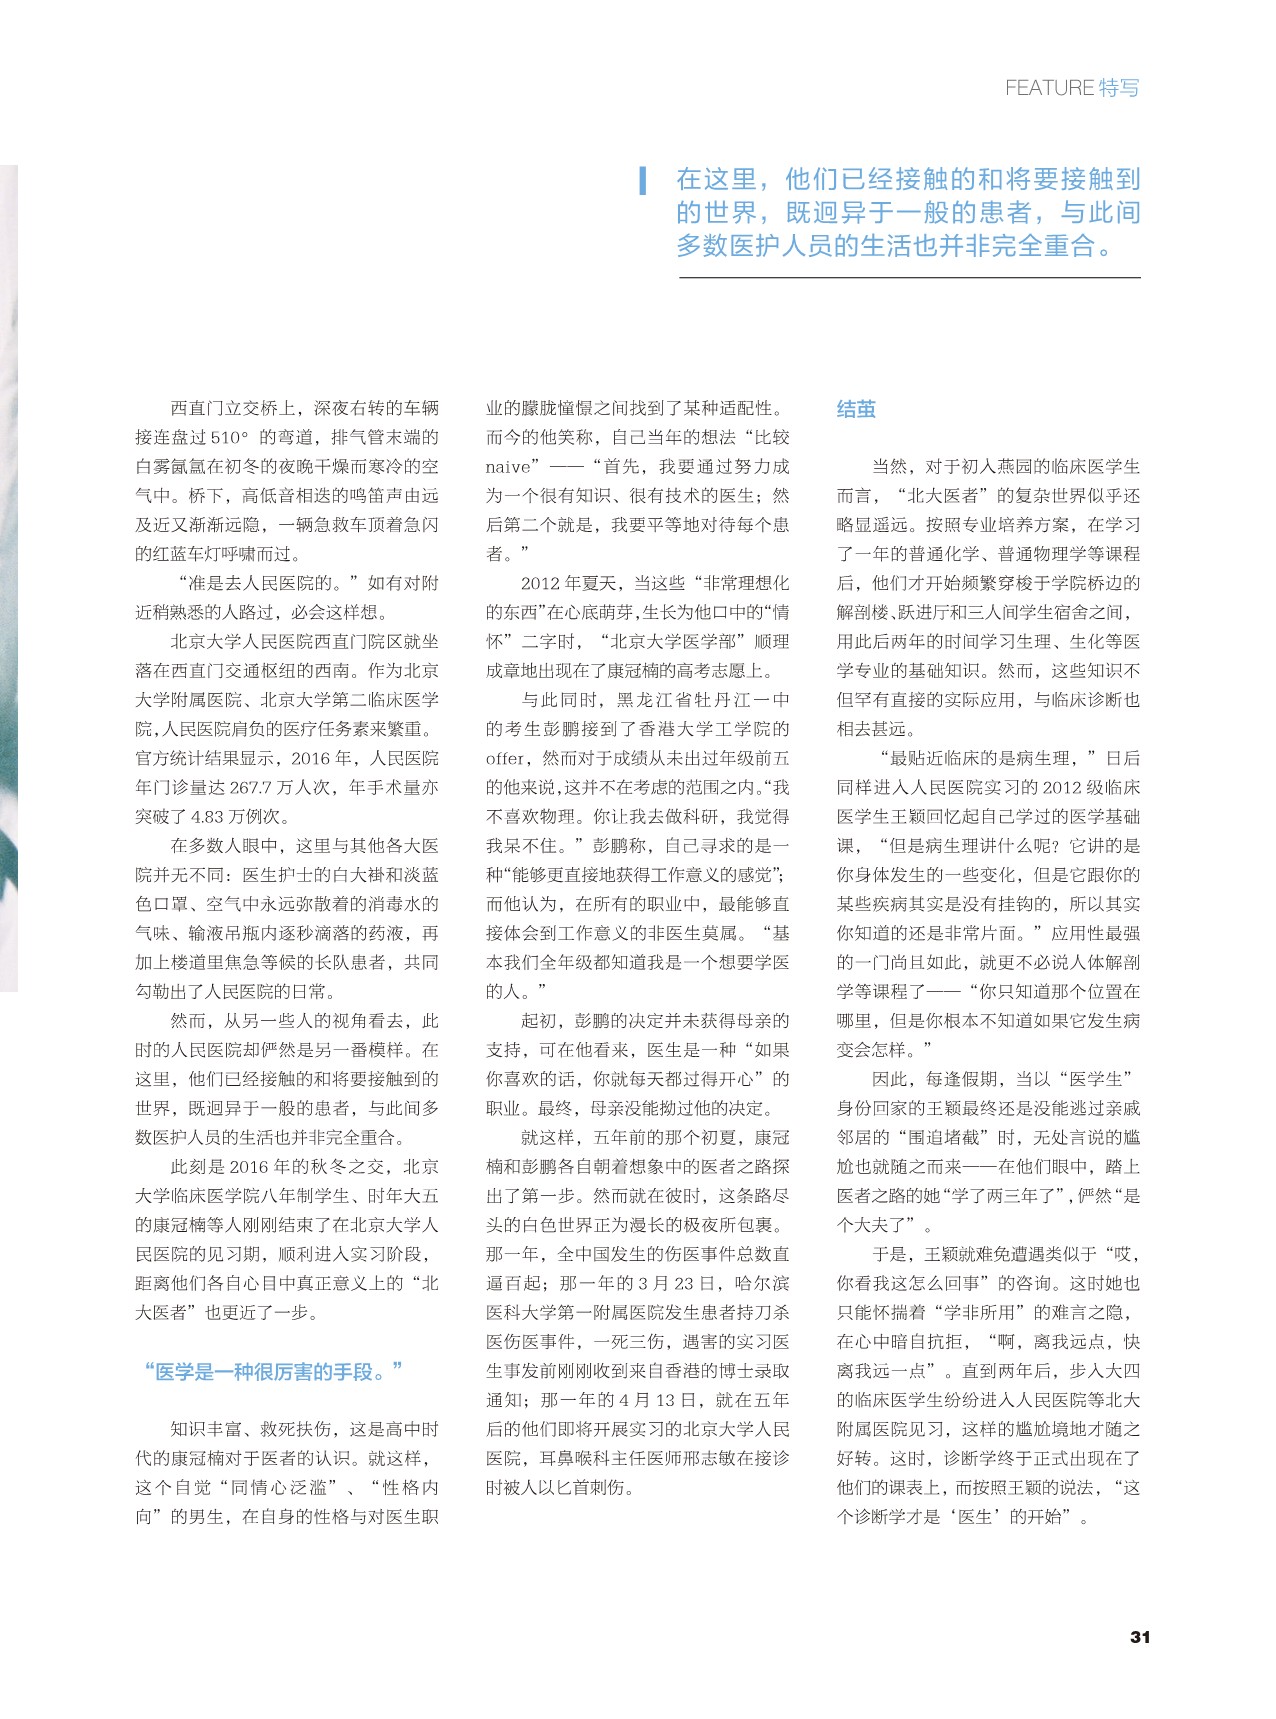 FEATURE 特写
在这里，他们已经接触的和将要接触到
的世界，既迥异于一般的患者，与此间
多数医护人员的生活也并非完全重合。
西直门立交桥上，深夜右转的车辆
接连盘过 510° 的弯道，排气管末端的
白雾氤氲在初冬的夜晚干燥而寒冷的空
气中。桥下，高低音相迭的鸣笛声由远
及近又渐渐远隐，一辆急救车顶着急闪
的红蓝车灯呼啸而过。
“准是去人民医院的。”如有对附
近稍熟悉的人路过，必会这样想。
北京大学人民医院西直门院区就坐
落在西直门交通枢纽的西南。作为北京
大学附属医院、北京大学第二临床医学
院，人民医院肩负的医疗任务素来繁重。
官方统计结果显示，2016 年，人民医院
年门诊量达 267.7 万人次，年手术量亦
突破了 4.83 万例次。
在多数人眼中，这里与其他各大医
院并无不同：医生护士的白大褂和淡蓝
色口罩、空气中永远弥散着的消毒水的
气味、输液吊瓶内逐秒滴落的药液，再
加上楼道里焦急等候的长队患者，共同
勾勒出了人民医院的日常。
然而，从另一些人的视角看去，此
时的人民医院却俨然是另一番模样。在
这里，他们已经接触的和将要接触到的
世界，既迥异于一般的患者，与此间多
数医护人员的生活也并非完全重合。
此刻是 2016 年的秋冬之交，北京
大学临床医学院八年制学生、时年大五
的康冠楠等人刚刚结束了在北京大学人
民医院的见习期，顺利进入实习阶段，
距离他们各自心目中真正意义上的“北
大医者”也更近了一步。
“医学是一种很厉害的手段。”
知识丰富、救死扶伤，这是高中时
代的康冠楠对于医者的认识。就这样，
这个自觉“同情心泛滥”、“性格内
向”的男生，在自身的性格与对医生职
业的朦胧憧憬之间找到了某种适配性。
而今的他笑称，自己当年的想法“比较
naive”——“首先，我要通过努力成
为一个很有知识、很有技术的医生；然
后第二个就是，我要平等地对待每个患
者。”
2012 年夏天，当这些“非常理想化
的东西”在心底萌芽，生长为他口中的“情
怀”二字时，“北京大学医学部”顺理
成章地出现在了康冠楠的高考志愿上。
与此同时，黑龙江省牡丹江一中
的考生彭鹏接到了香港大学工学院的
offer，然而对于成绩从未出过年级前五
的他来说，这并不在考虑的范围之内。“我
不喜欢物理。你让我去做科研，我觉得
我呆不住。”彭鹏称，自己寻求的是一
种“能够更直接地获得工作意义的感觉”；
而他认为，在所有的职业中，最能够直
接体会到工作意义的非医生莫属。“基
本我们全年级都知道我是一个想要学医
的人。”
起初，彭鹏的决定并未获得母亲的
支持，可在他看来，医生是一种“如果
你喜欢的话，你就每天都过得开心”的
职业。最终，母亲没能拗过他的决定。
就这样，五年前的那个初夏，康冠
楠和彭鹏各自朝着想象中的医者之路探
出了第一步。然而就在彼时，这条路尽
头的白色世界正为漫长的极夜所包裹。
那一年，全中国发生的伤医事件总数直
逼百起；那一年的 3 月 23 日，哈尔滨
医科大学第一附属医院发生患者持刀杀
医伤医事件，一死三伤，遇害的实习医
生事发前刚刚收到来自香港的博士录取
通知；那一年的 4 月 13 日，就在五年
后的他们即将开展实习的北京大学人民
医院，耳鼻喉科主任医师邢志敏在接诊
时被人以匕首刺伤。
结茧
当然，对于初入燕园的临床医学生
而言，“北大医者”的复杂世界似乎还
略显遥远。按照专业培养方案，在学习
了一年的普通化学、普通物理学等课程
后，他们才开始频繁穿梭于学院桥边的
解剖楼、跃进厅和三人间学生宿舍之间，
用此后两年的时间学习生理、生化等医
学专业的基础知识。然而，这些知识不
但罕有直接的实际应用，与临床诊断也
相去甚远。
“最贴近临床的是病生理，”日后
同样进入人民医院实习的 2012 级临床
医学生王颖回忆起自己学过的医学基础
课，“但是病生理讲什么呢？它讲的是
你身体发生的一些变化，但是它跟你的
某些疾病其实是没有挂钩的，所以其实
你知道的还是非常片面。”应用性最强
的一门尚且如此，就更不必说人体解剖
学等课程了——“你只知道那个位置在
哪里，但是你根本不知道如果它发生病
变会怎样。”
因此，每逢假期，当以“医学生”
身份回家的王颖最终还是没能逃过亲戚
邻居的“围追堵截”时，无处言说的尴
尬也就随之而来——在他们眼中，踏上
医者之路的她“学了两三年了”，俨然“是
个大夫了”。
于是，王颖就难免遭遇类似于“哎，
你看我这怎么回事”的咨询。这时她也
只能怀揣着“学非所用”的难言之隐，
在心中暗自抗拒，“啊，离我远点，快
离我远一点”。直到两年后，步入大四
的临床医学生纷纷进入人民医院等北大
附属医院见习，这样的尴尬境地才随之
好转。这时，诊断学终于正式出现在了
他们的课表上，而按照王颖的说法，“这
个诊断学才是‘医生’的开始”。
31